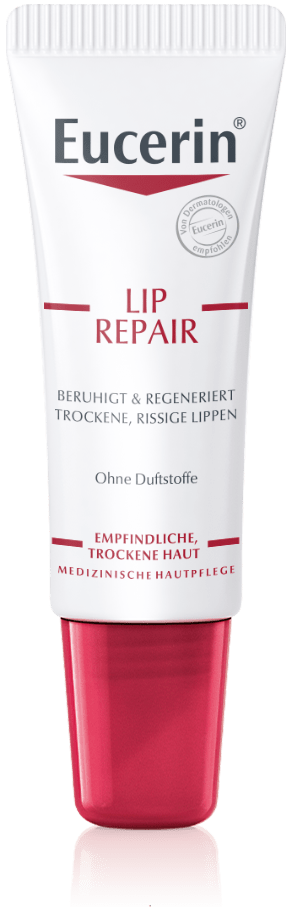 Eucerin®
Von Dermatologen
Eucerin
empfohlen
LIP
REPAIR
BERUHIGT & REGENERIERT
TROCKENE, RISSIGE LIPPEN
Ohne Duftstoffe
EMPFINDLICHE,
TROCKENE HAUT
MEDIZINISCHE HAUTPFLEGE